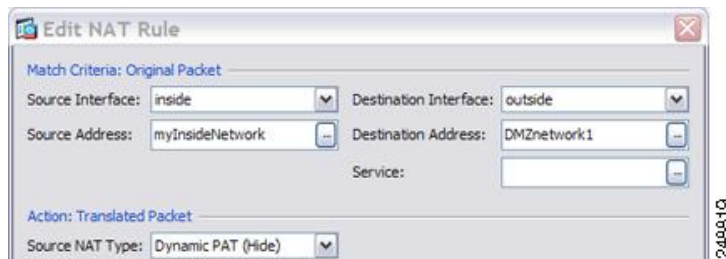 Edit NAT Rule
Match Criteria: Original Packet
Source Interface: inside Destination Interface: outside
Source Address: myInsideNetwork ... Destination Address: DMZnetwork1 ...
Service: ...
Action: Translated Packet
Source NAT Type: Dynamic PAT (Hide)
248819